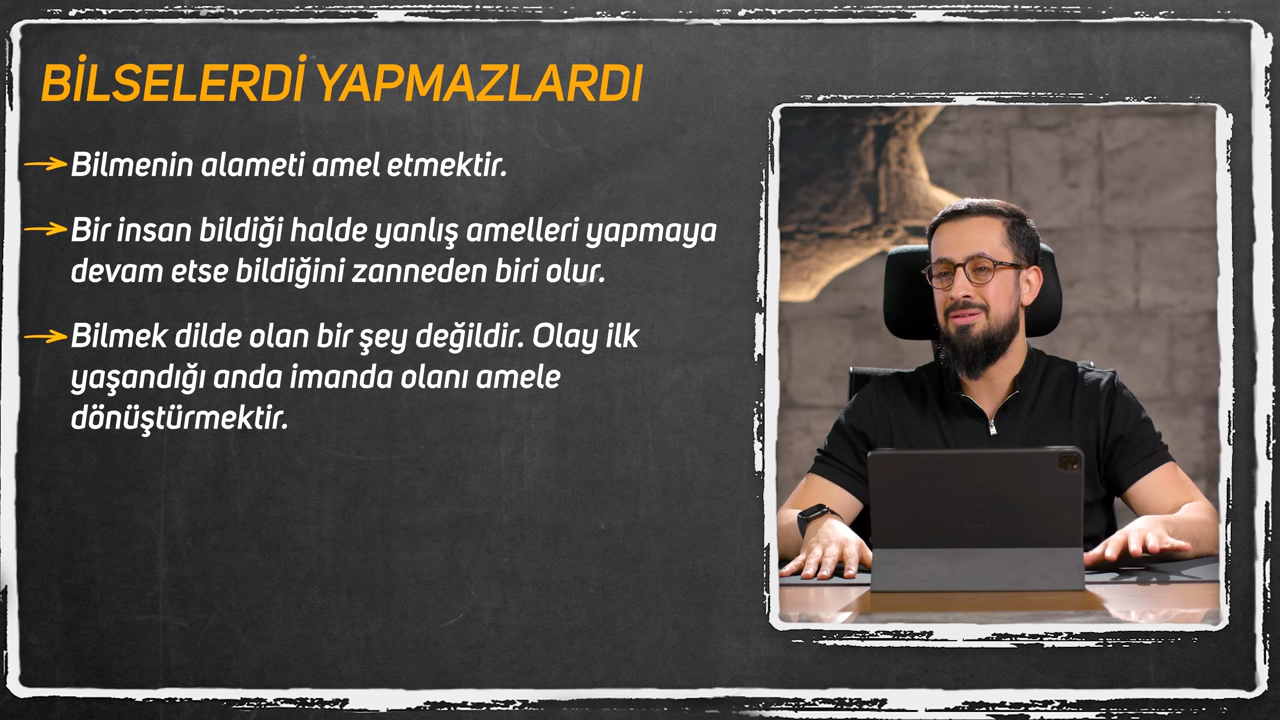 BİLSELERDİ YAPMAZLARDI
Bilmenin alameti amel etmektir.
Bir insan bildiği halde yanlış amelleri yapmaya
devam etse bildiğini zanneden biri olur.
Bilmek dilde olan bir şey değildir. Olay ilk
yaşandığı anda imanda olanı amele
dönüştürmektir.